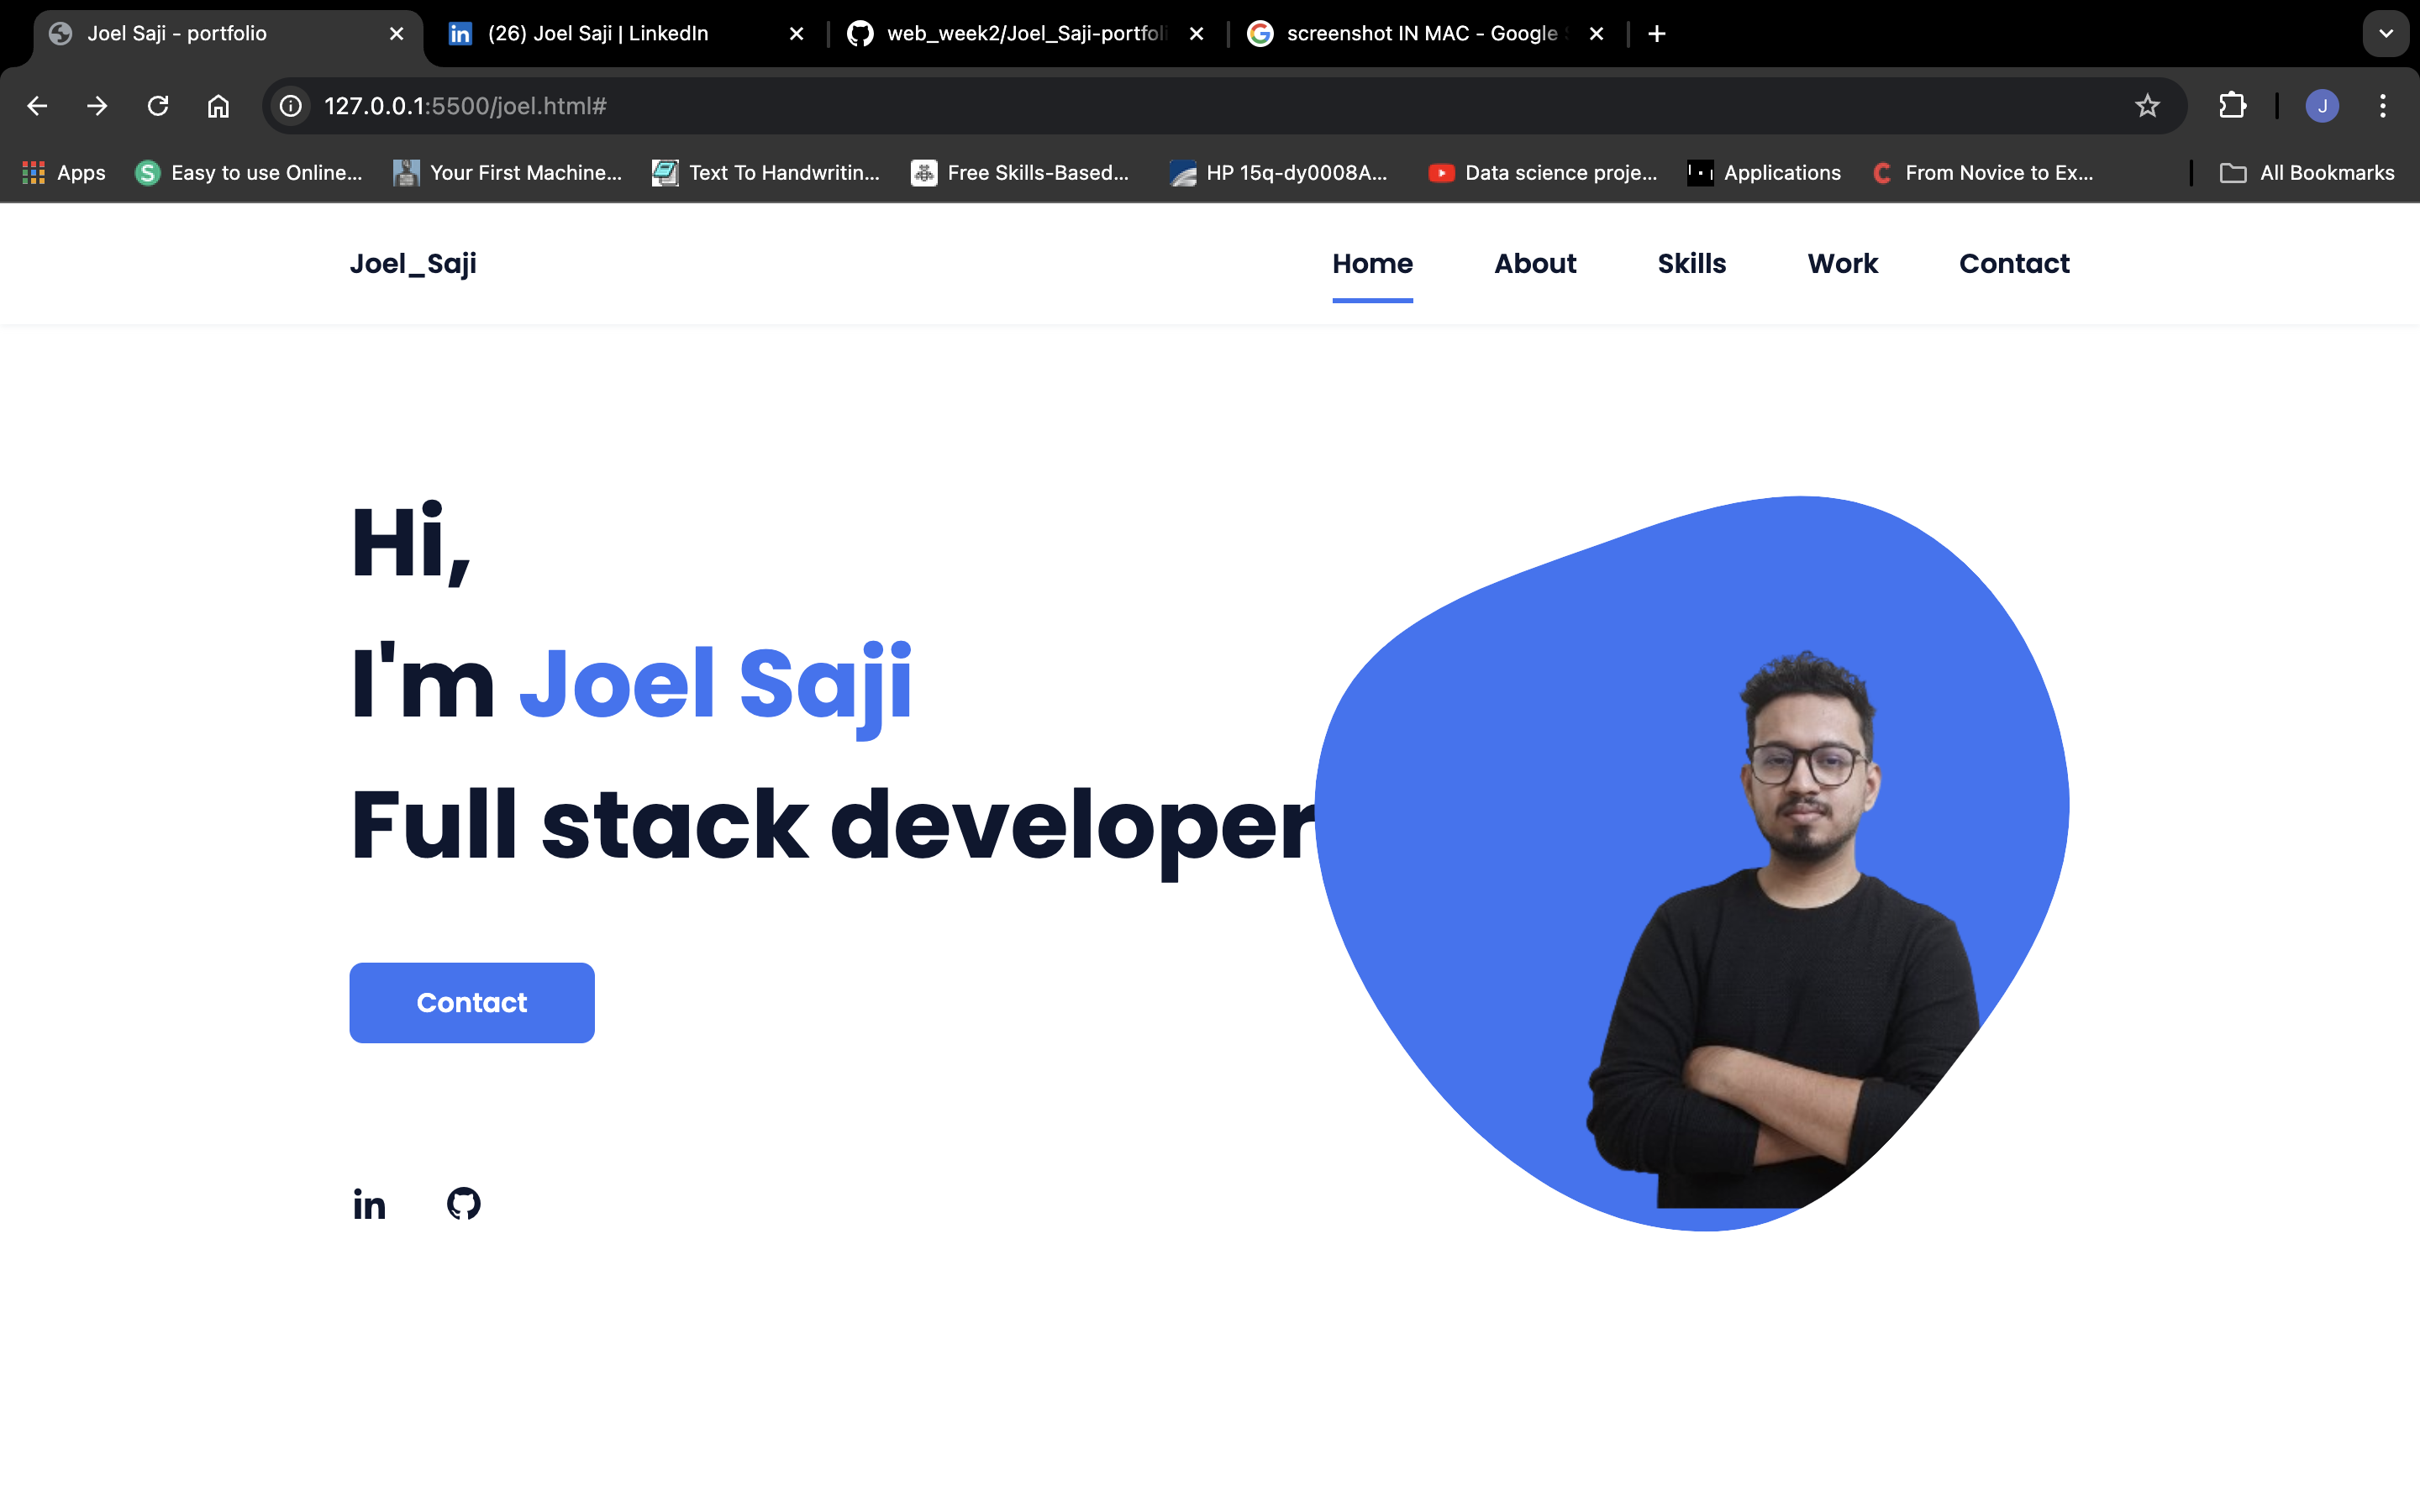 Joel Saji - portfolio
(26) Joel Saji | LinkedIn
web_week2/Joel_Saji-portfoli
screenshot IN MAC - Google
127.0.0.1:5500/joel.html#
J
Apps
Easy to use Online...
Your First Machine...
Text To Handwritin...
Free Skills-Based...
HP 15q-dy0008A...
Data science proje...
Applications
From Novice to Ex...
All Bookmarks
Joel_Saji
Home
About
Skills
Work
Contact
Hi,
I'm Joel Saji
Full stack developer
Contact
in